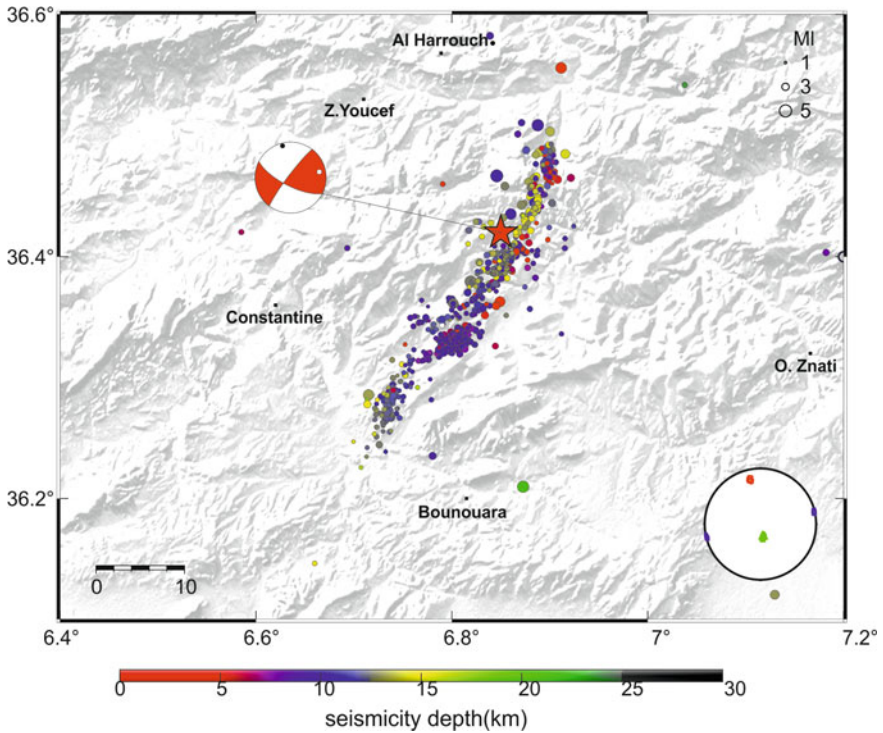 36.6°
Al Harrouch
Ml
1
3
5
Z.Youcef
36.4°
Constantine
O. Znati
36.2°
Bounouara
0
10
6.4°
6.6°
6.8°
7°
7.2°
0
5
10
15
20
25
30
seismicity depth(km)